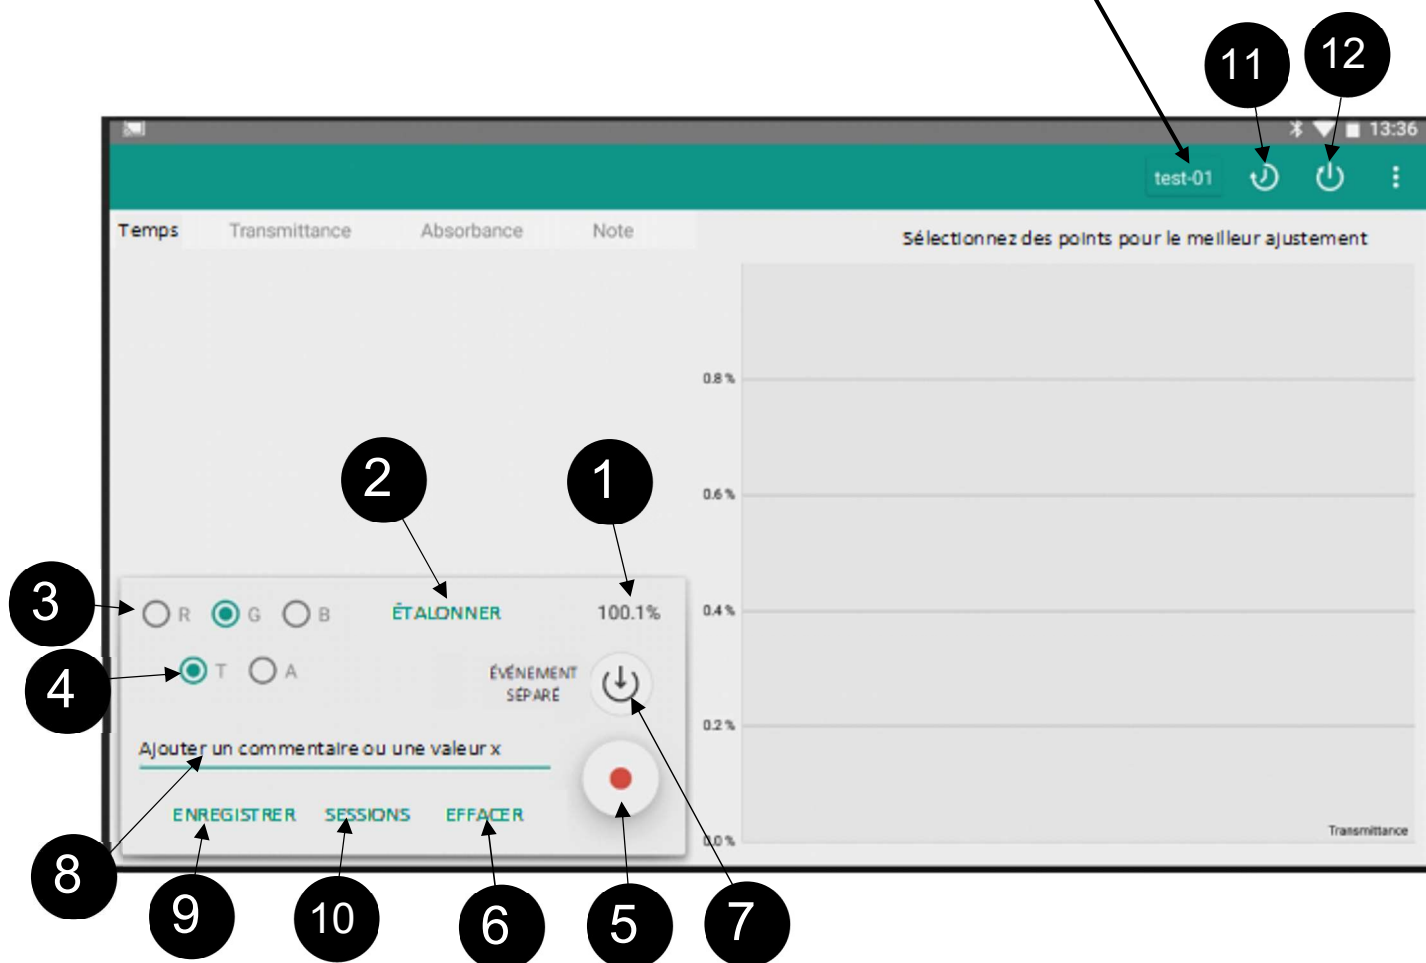 11
12
13:36
test-01
Temps Transmittance Absorbance Note
Sélectionnez des points pour le meilleur ajustement
0.8 %
2
1
0.6 %
3
R G B ÉTALONNER 100.1%
0.4 %
4
T A ÉVÉNEMENT
SÉPARÉ
0.2 %
Ajouter un commentaire ou une valeur x
ENREGISTRER SESSIONS EFFACER
Transmittance
0.0 %
8
9
10
6
5
7